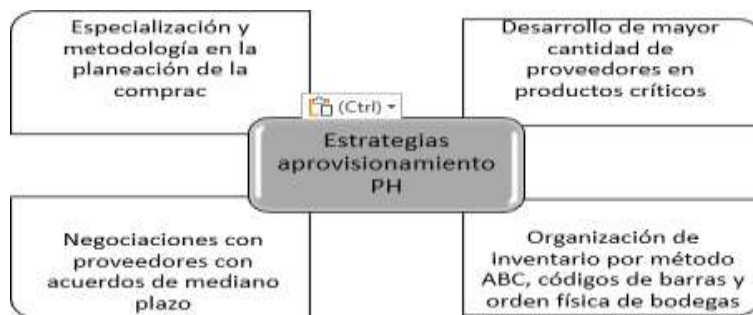 Especialización y
metodología en la
planeación de la
comprac
Desarrollo de mayor
cantidad de
proveedores en
productos críticos
(Ctrl)
Estrategias
aprovisionamiento
PH
Negociaciones con
proveedores con
acuerdos de mediano
plazo
Organización de
inventario por método
ABC, códigos de barras y
orden física de bodegas